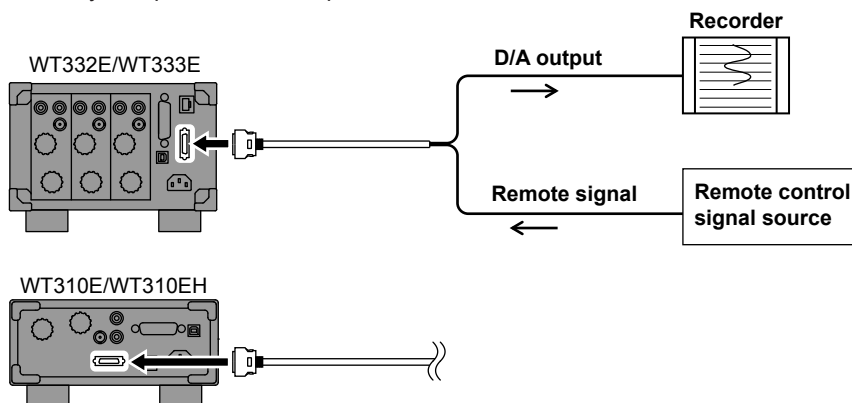 Recorder
D/A output
WT332E/WT333E
Remote signal
Remote control
signal source
WT310E/WT310EH